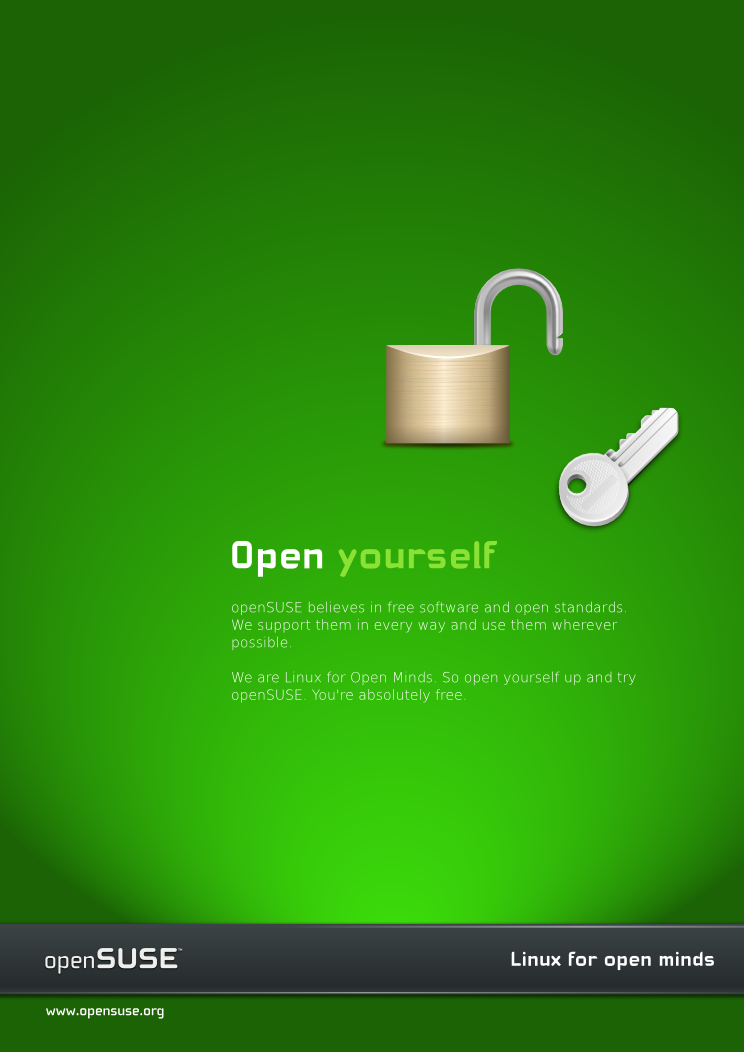 Open yourself
openSUSE believes in free software and open standards.
We support them in every way and use them wherever
possible.
We are Linux for Open Minds. So open yourself up and try
openSUSE. You're absolutely free.
openSUSE™
Linux for open minds
www.opensuse.org